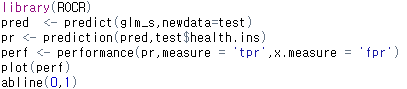 library(ROCR)
pred  <- predict(glm_s,newdata=test)
pr <- prediction(pred,test$health.ins)
perf <- performance(pr,measure = 'tpr',x.measure = 'fpr')
plot(perf)
abline(0,1)